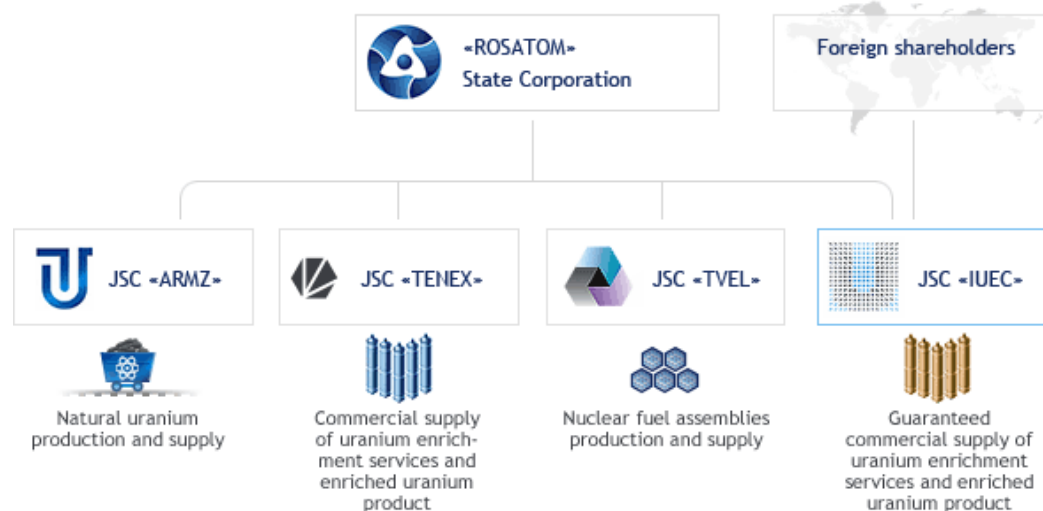 «ROSATOM»
State Corporation
Foreign shareholders
JSC «ARMZ»
JSC «TENEX»
JSC «TVEL»
JSC «IUEC»
Natural uranium
production and supply
Commercial supply
of uranium enrich-
ment services and
enriched uranium
product
Nuclear fuel assemblies
production and supply
Guaranteed
commercial supply of
uranium enrichment
services and enriched
uranium product